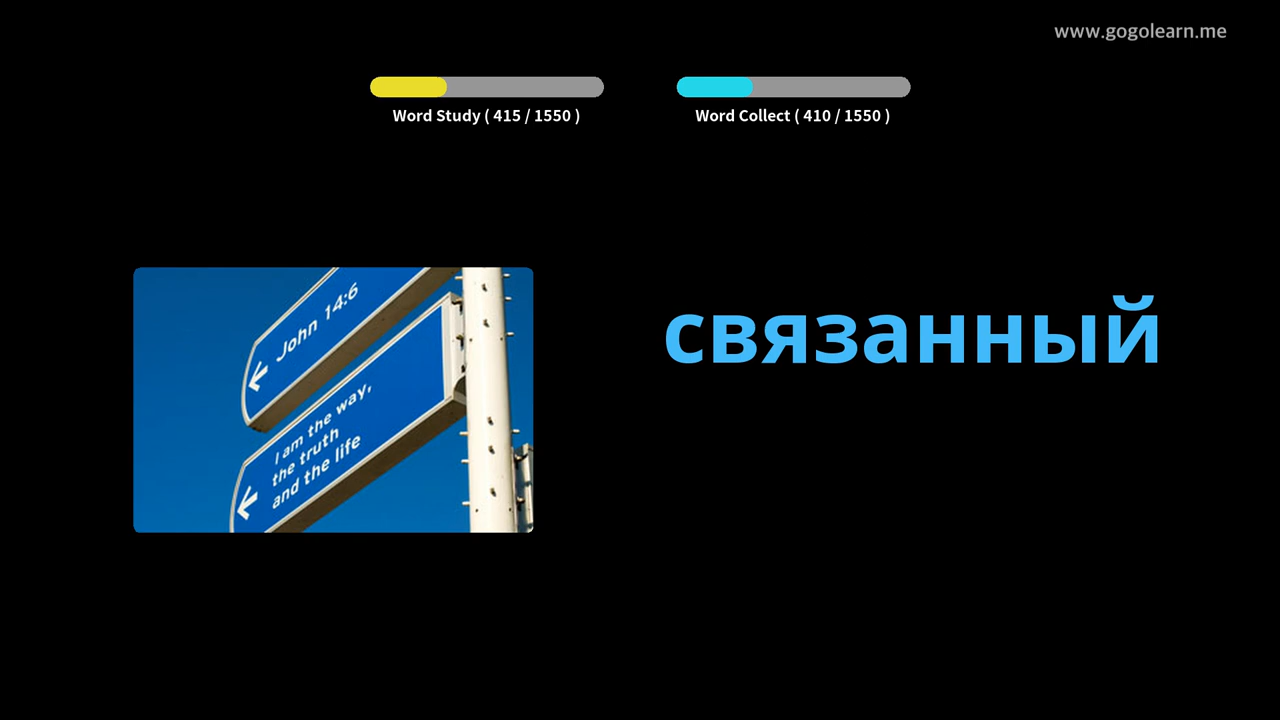 www.gogolearn.me
Word Study ( 415 / 1550 )
Word Collect ( 410 / 1550 )
John 14:6
I am the way,
the truth
and the life
связанный